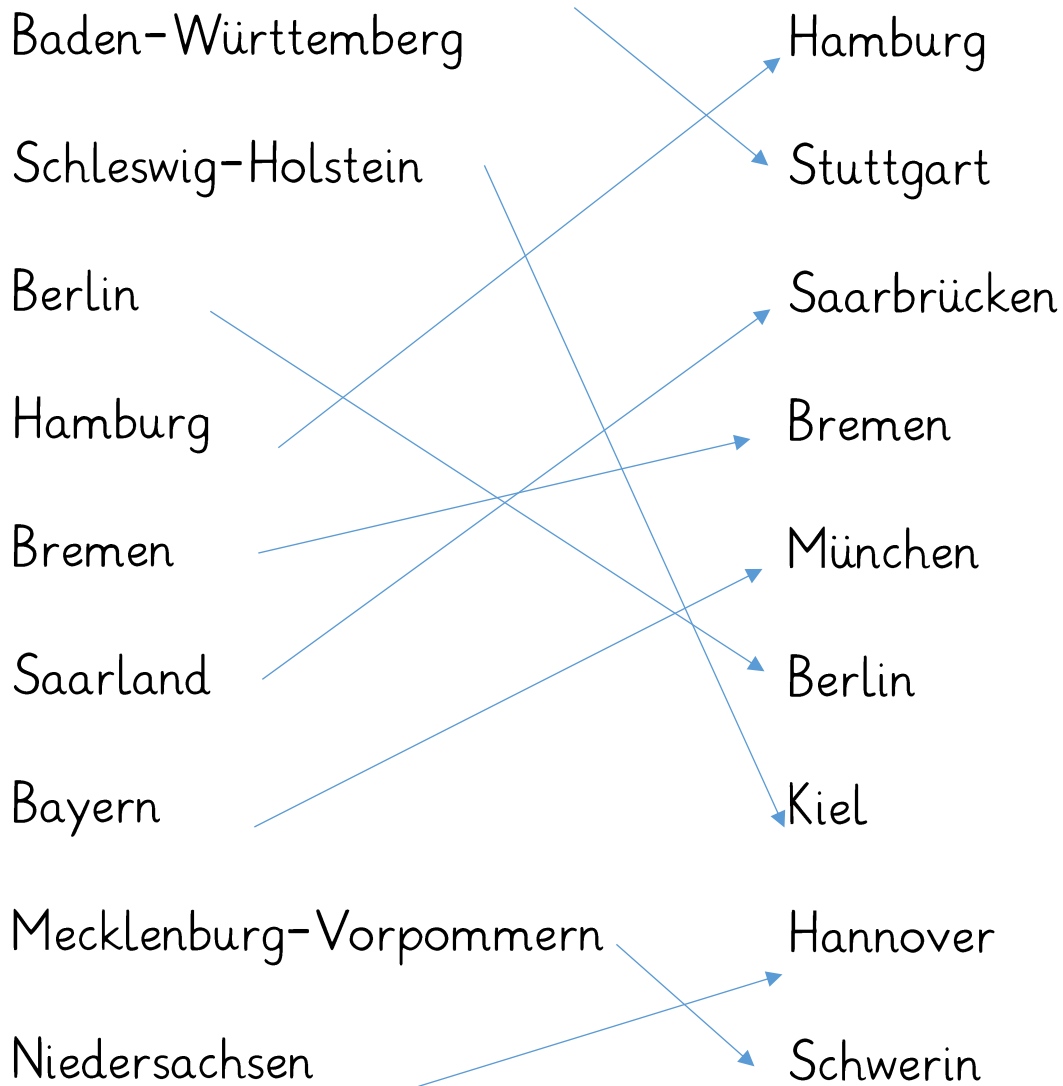 Baden-Württemberg Hamburg
Schleswig-Holstein Stuttgart
Berlin Saarbrücken
Hamburg Bremen
Bremen München
Saarland Berlin
Bayern Kiel
Mecklenburg-Vorpommern Hannover
Niedersachsen Schwerin